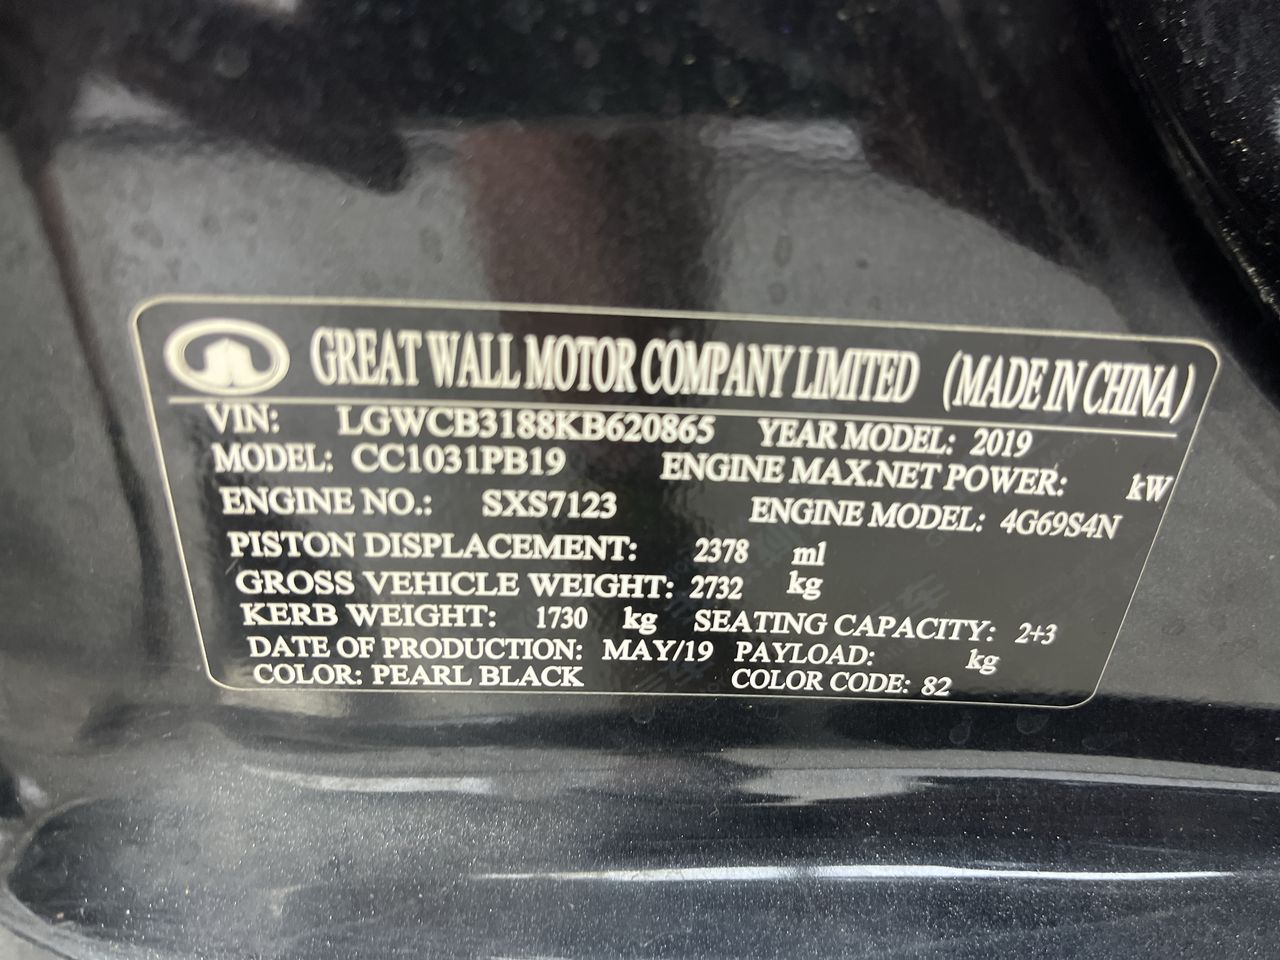 GREAT WALL MOTOR COMPANY LIMITED (MADE IN CHINA)
VIN: LGWCB3188KB620865 YEAR MODEL: 2019
MODEL: CC1031PB19 ENGINE MAX.NET POWER: kW
ENGINE NO.: SXS7123 ENGINE MODEL: 4G69S4N
PISTON DISPLACEMENT: 2378 ml
GROSS VEHICLE WEIGHT: 2732 kg
KERB WEIGHT: 1730 kg SEATING CAPACITY: 2+3
DATE OF PRODUCTION: MAY/19 PAYLOAD: kg
COLOR: PEARL BLACK COLOR CODE: 82